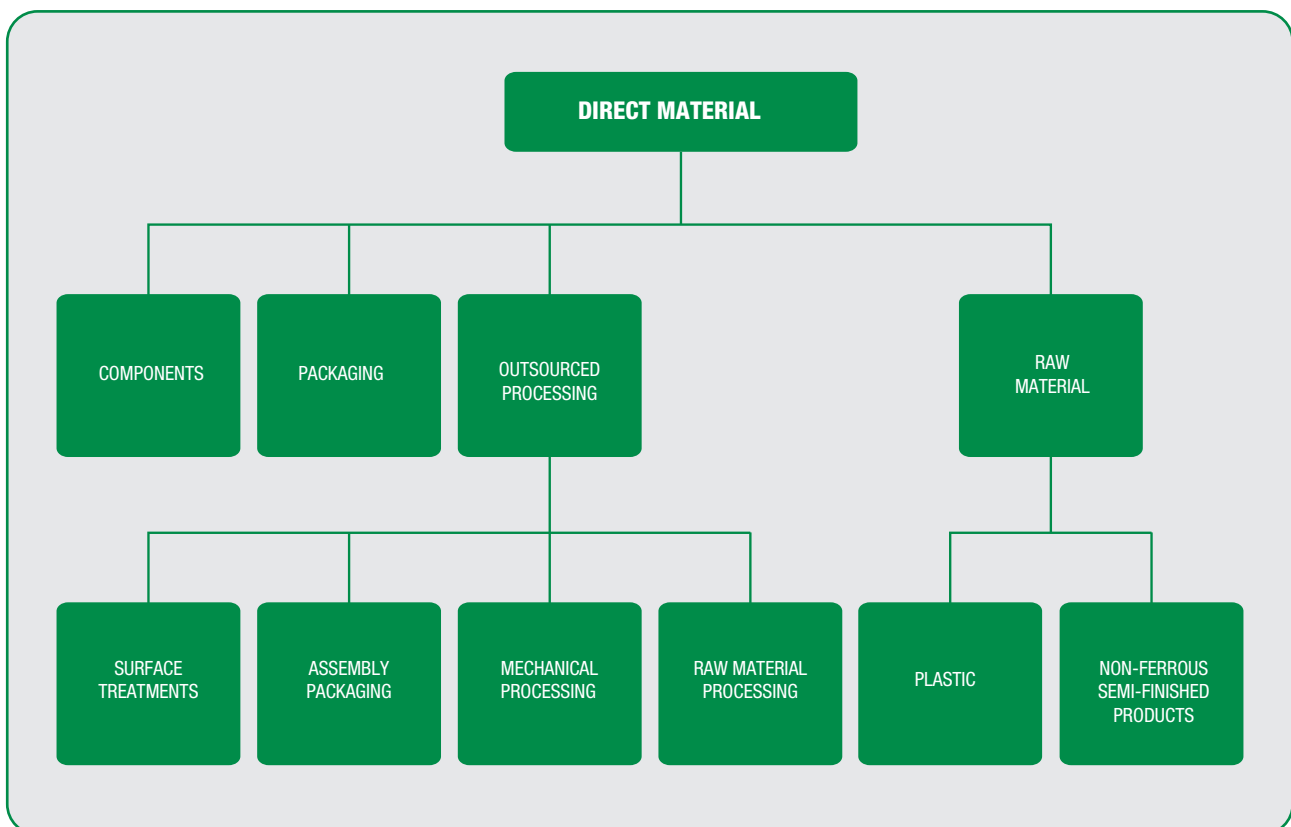 DIRECT MATERIAL
COMPONENTS
PACKAGING
OUTSOURCED
PROCESSING
RAW
MATERIAL
SURFACE
TREATMENTS
ASSEMBLY
PACKAGING
MECHANICAL
PROCESSING
RAW MATERIAL
PROCESSING
PLASTIC
NON-FERROUS
SEMI-FINISHED
PRODUCTS